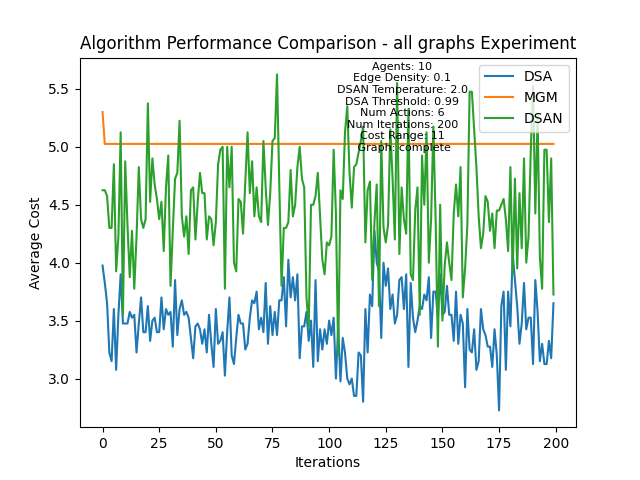 Algorithm Performance Comparison - all graphs Experiment
Agents: 10
Edge Density: 0.1
DSAN Temperature: 2.0
DSA Threshold: 0.99
Num Actions: 6
Num Iterations: 200
Cost Range: 11
Graph: complete
DSA
MGM
DSAN
Average Cost
5.5
5.0
4.5
4.0
3.5
3.0
0 25 50 75 100 125 150 175 200
Iterations